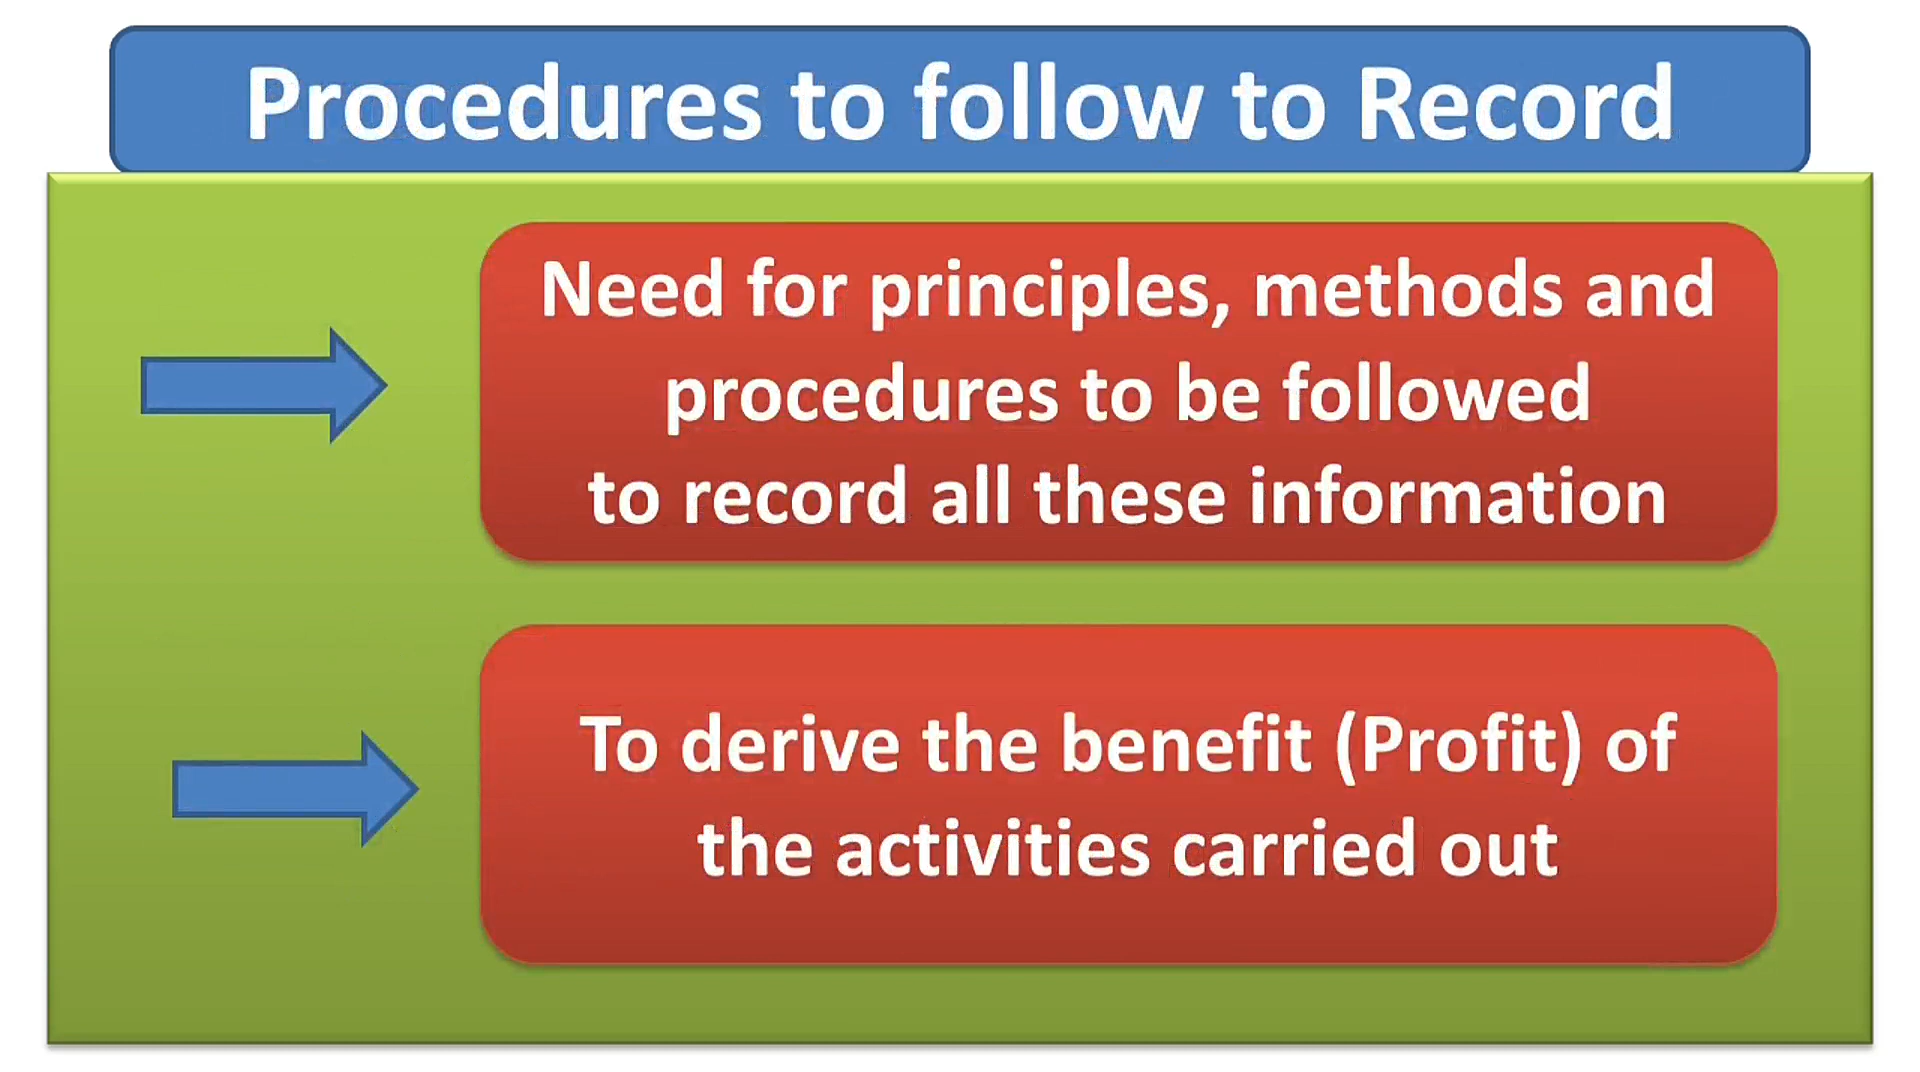 Procedures to follow to Record
Need for principles, methods and
procedures to be followed
to record all these information
To derive the benefit (Profit) of
the activities carried out